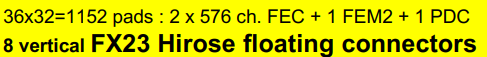 36x32=1152 pads : 2 x 576 ch. FEC + 1 FEM2 + 1 PDC
8 vertical FX23 Hirose floating connectors